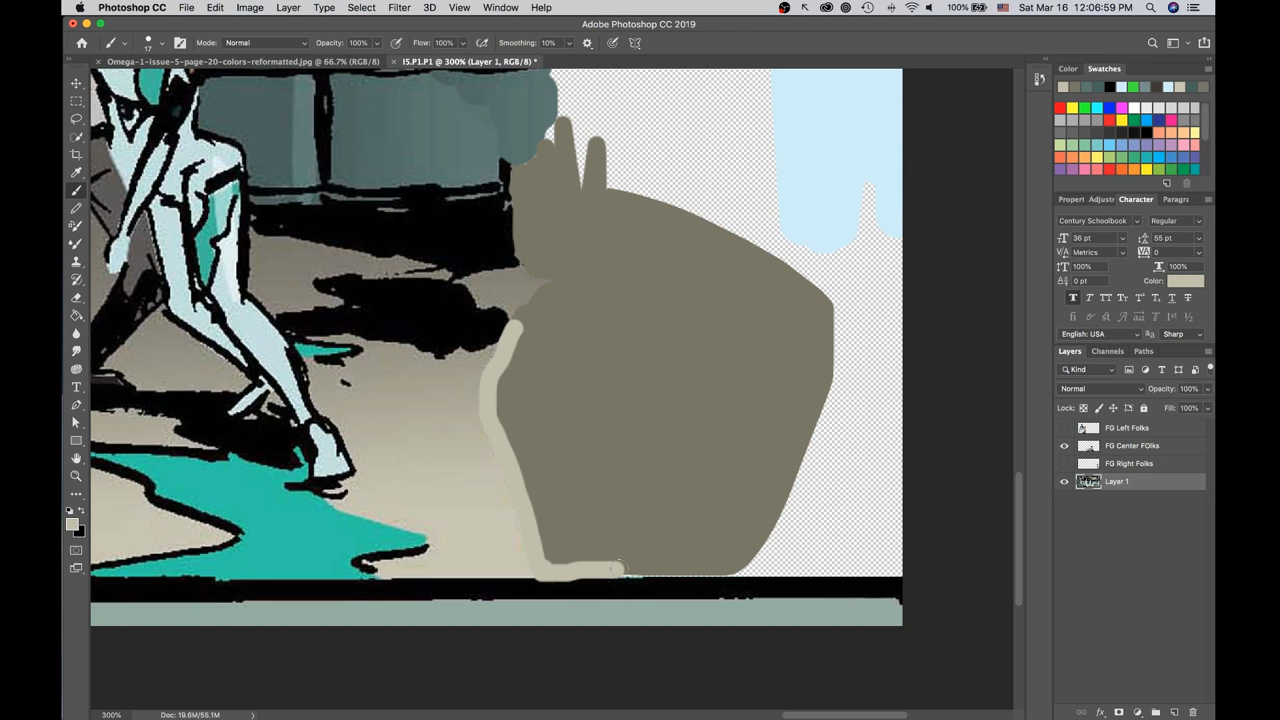 Photoshop CC File Edit Image Layer Type Select Filter 3D View Window Help 100% Sat Mar 16 12:06:59 PM
Adobe Photoshop CC 2019
17 Mode: Normal Opacity: 100% Flow: 100% Smoothing: 10%
× Omega-1-issue-5-page-20-colors-reformatted.jpg @ 66.7% (RGB/8) × I5.P1.P1 @ 300% (Layer 1, RGB/8) *
Color Swatches
Propert Adjustr Character Paragra
Century Schoolbook Regular
36 pt 55 pt
Metrics 0
100% 100%
0 pt Color:
English: USA Sharp
Layers Channels Paths
Kind
Normal Opacity: 100%
Lock: Fill: 100%
FG Left Folks
FG Center FOlks
FG Right Folks
Layer 1
300% Doc: 19.6M/55.1M